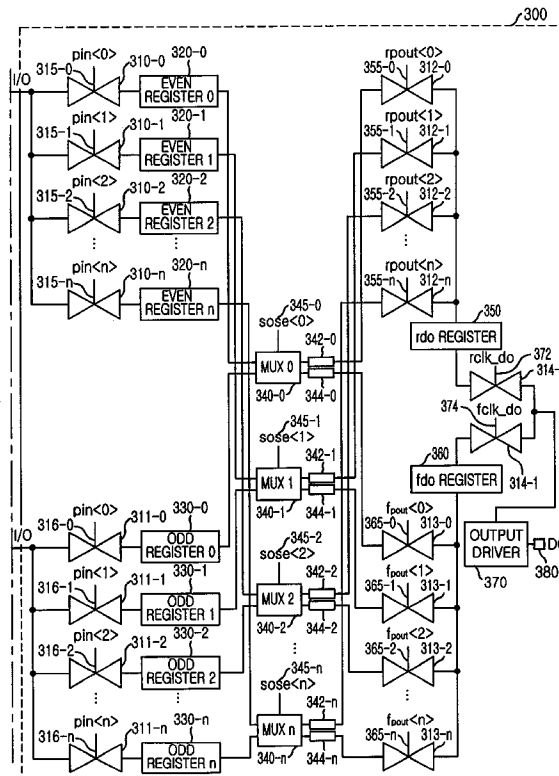 300
pin<0>
315-0
310-0
320-0
I/O
EVEN
REGISTER 0
pin<1>
315-1
310-1
320-1
EVEN
REGISTER 1
pin<2>
315-2
310-2
320-2
EVEN
REGISTER 2
pin<n>
315-n
310-n
320-n
EVEN
REGISTER n
rpout<0>
355-0
312-0
rpout<1>
355-1
312-1
rpout<2>
355-2
312-2
rpout<n>
355-n
312-n
350
rdo REGISTER
rclk_do
372
314-
374
fclk_do
314-1
360
fdo REGISTER
345-0
sose<0>
342-0
MUX 0
340-0
344-0
345-1
sose<1>
342-1
MUX 1
340-1
344-1
345-2
sose<2>
342-2
MUX 2
340-2
344-2
345-n
sose<n>
342-n
MUX n
340-n
344-n
pin<0>
316-0
311-0
330-0
I/O
ODD
REGISTER 0
pin<1>
316-1
311-1
330-1
ODD
REGISTER 1
pin<2>
316-2
311-2
330-2
ODD
REGISTER 2
pin<n>
316-n
311-n
330-n
ODD
REGISTER n
fpout<0>
365-0
313-0
fpout<1>
365-1
313-1
fpout<2>
365-2
313-2
fpout<n>
365-n
313-n
OUTPUT
DRIVER
370
380